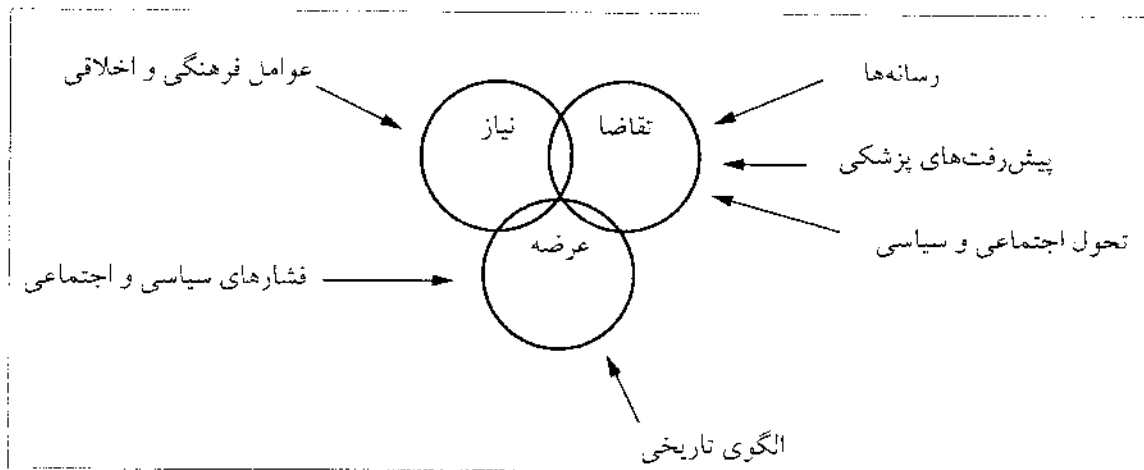 رسانه‌ها
عوامل فرهنگی و اخلاقی
تقاضا
نیاز
پیش‌رفت‌های پزشکی
تحول اجتماعی و سیاسی
عرضه
فشارهای سیاسی و اجتماعی
الگوی تاریخی